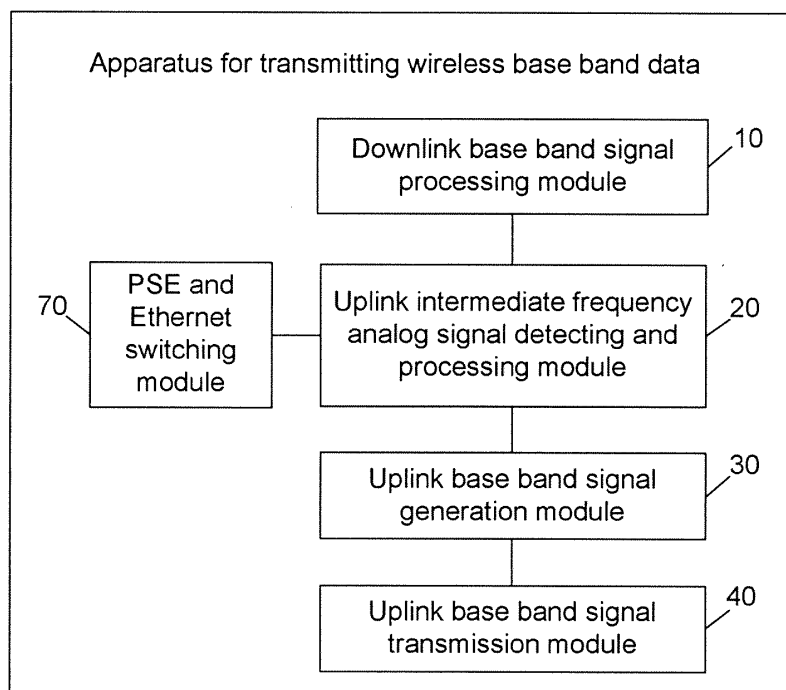 Apparatus for transmitting wireless base band data
10
Downlink base band signal
processing module
70
PSE and
Ethernet
switching
module
Uplink intermediate frequency
analog signal detecting and
processing module
20
Uplink base band signal
generation module
30
Uplink base band signal
transmission module
40